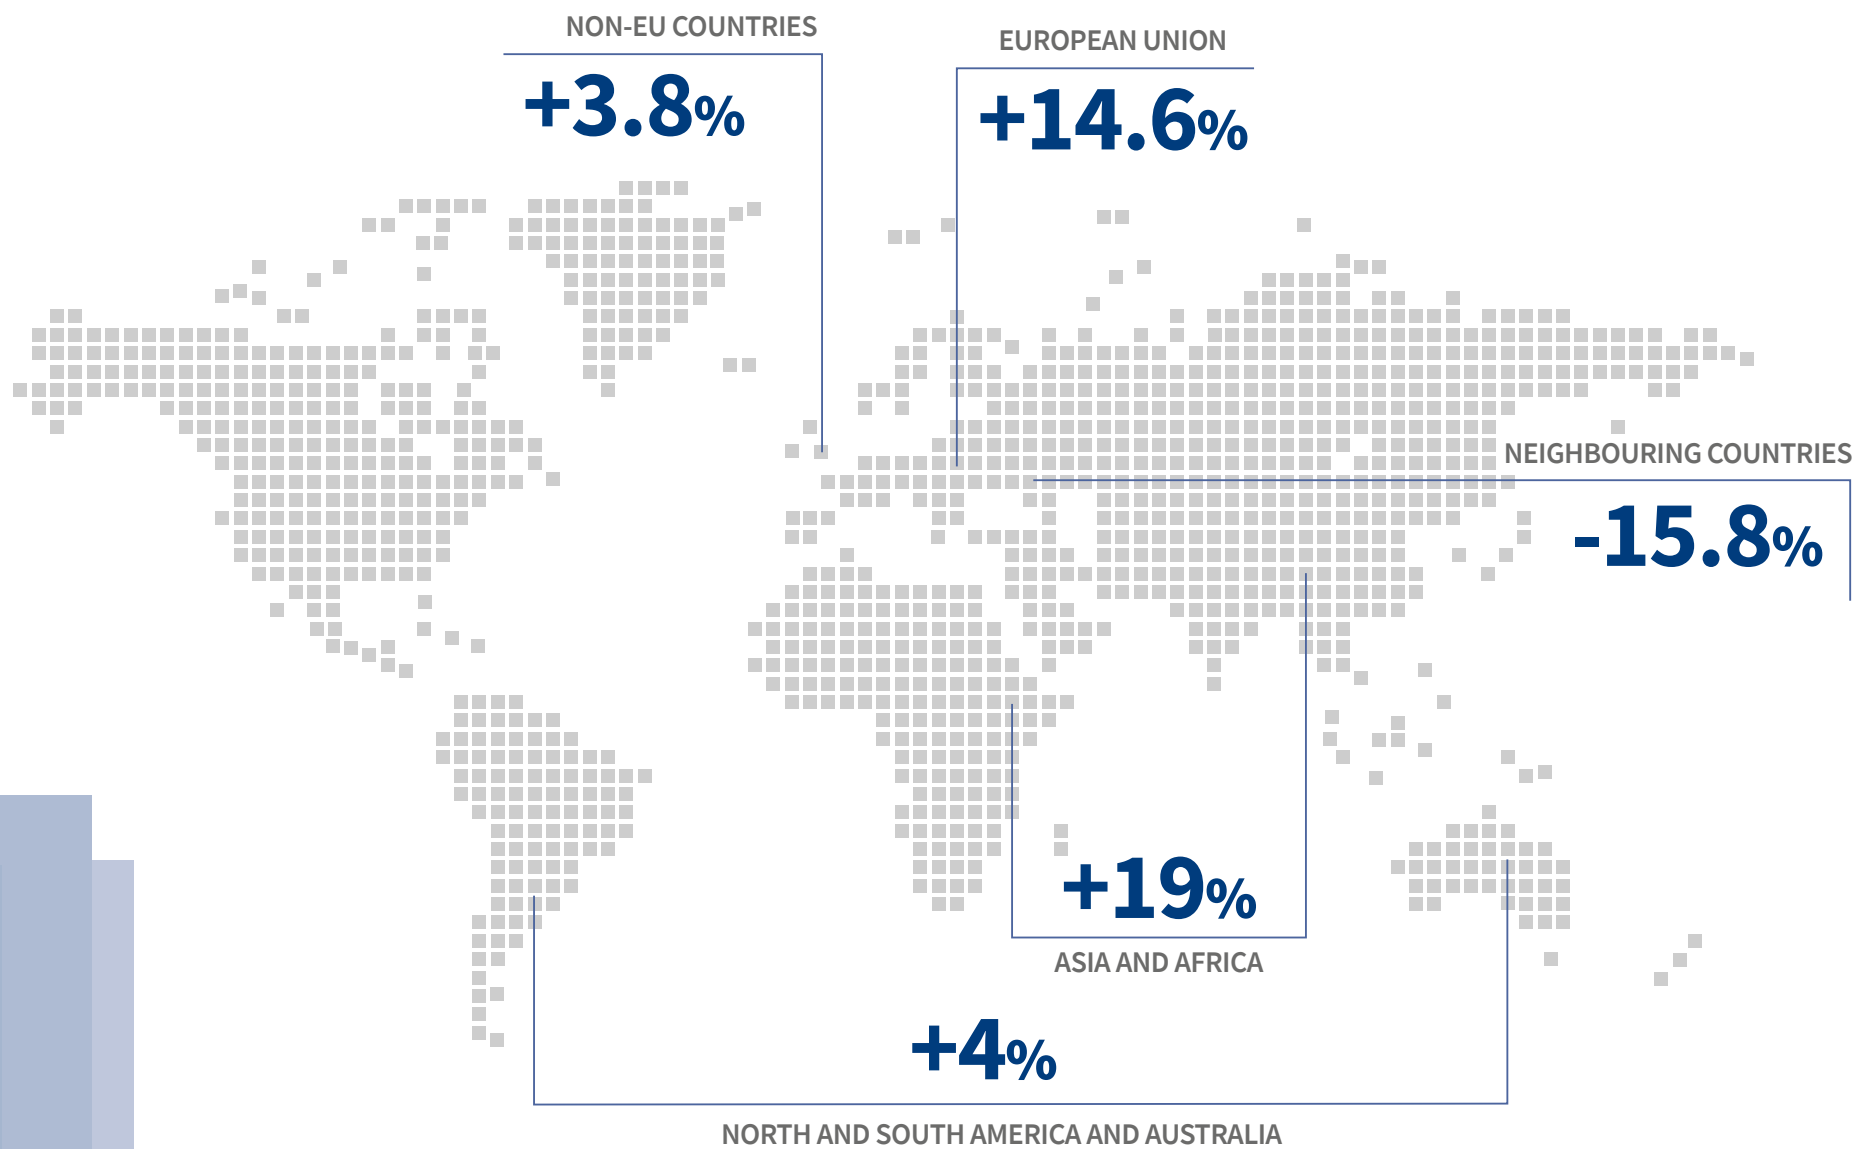 NON-EU COUNTRIES
+3.8%
EUROPEAN UNION
+14.6%
NEIGHBOURING COUNTRIES
-15.8%
+19%
ASIA AND AFRICA
+4%
NORTH AND SOUTH AMERICA AND AUSTRALIA